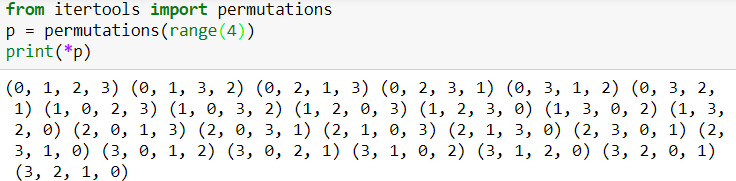 from itertools import permutations
p = permutations(range(4))
print(*p)
(0, 1, 2, 3) (0, 1, 3, 2) (0, 2, 1, 3) (0, 2, 3, 1) (0, 3, 1, 2) (0, 3, 2,
1) (1, 0, 2, 3) (1, 0, 3, 2) (1, 2, 0, 3) (1, 2, 3, 0) (1, 3, 0, 2) (1, 3,
2, 0) (2, 0, 1, 3) (2, 0, 3, 1) (2, 1, 0, 3) (2, 1, 3, 0) (2, 3, 0, 1) (2,
3, 1, 0) (3, 0, 1, 2) (3, 0, 2, 1) (3, 1, 0, 2) (3, 1, 2, 0) (3, 2, 0, 1)
(3, 2, 1, 0)